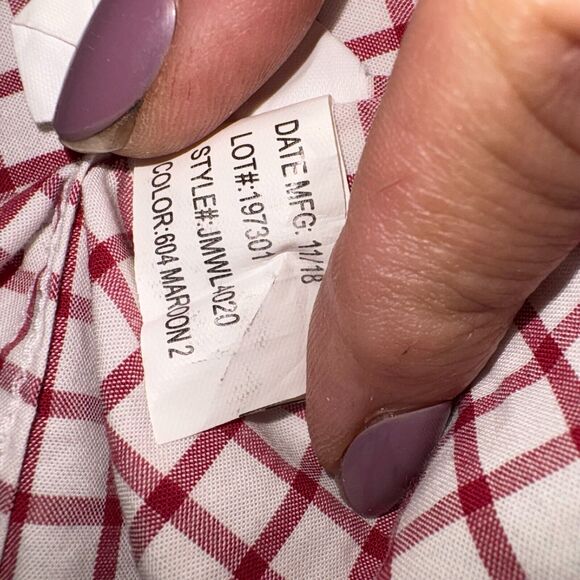 DATE MFG: 11/18
LOT#:197301
STYLE#:JMWL4020
COLOR:604 MAROON 2